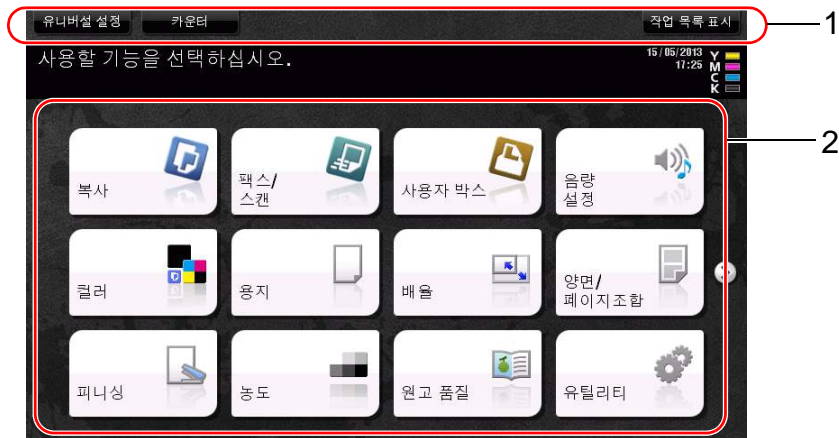 유니버설 설정 카운터 작업 목록 표시 1
사용할 기능을 선택하십시오.
15/05/2013
17:25
Y
M
C
K
2
복사
팩스/
스캔
사용자 박스
음량
설정
컬러
용지
배율
양면/
페이지조합
피니싱
농도
원고 품질
유틸리티